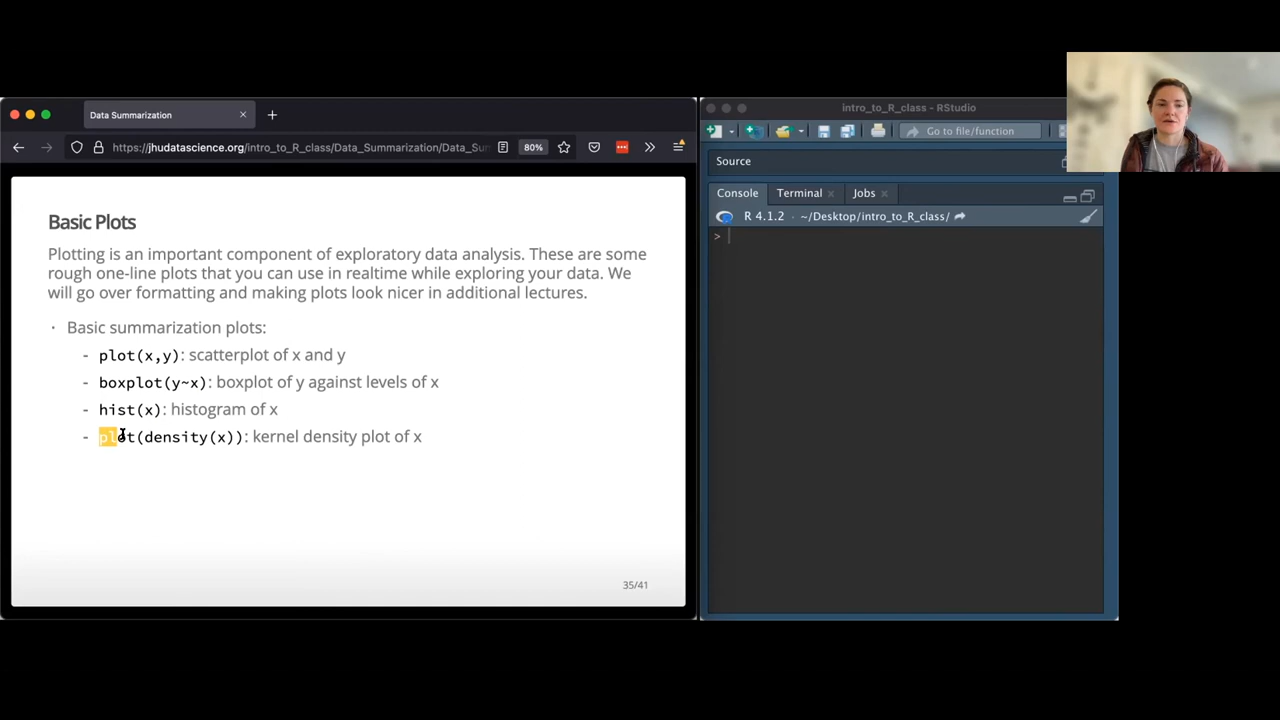 Data Summarization
https://jhudatascience.org/intro_to_R_class/Data_Summarization/Data_Sum
80%
Basic Plots
Plotting is an important component of exploratory data analysis. These are some
rough one-line plots that you can use in realtime while exploring your data. We
will go over formatting and making plots look nicer in additional lectures.
· Basic summarization plots:
- plot(x,y): scatterplot of x and y
- boxplot(y~x): boxplot of y against levels of x
- hist(x): histogram of x
- plot(density(x)): kernel density plot of x
35/41
intro_to_R_class - RStudio
Go to file/function
Source
Console Terminal Jobs
R 4.1.2 · ~/Desktop/intro_to_R_class/
>